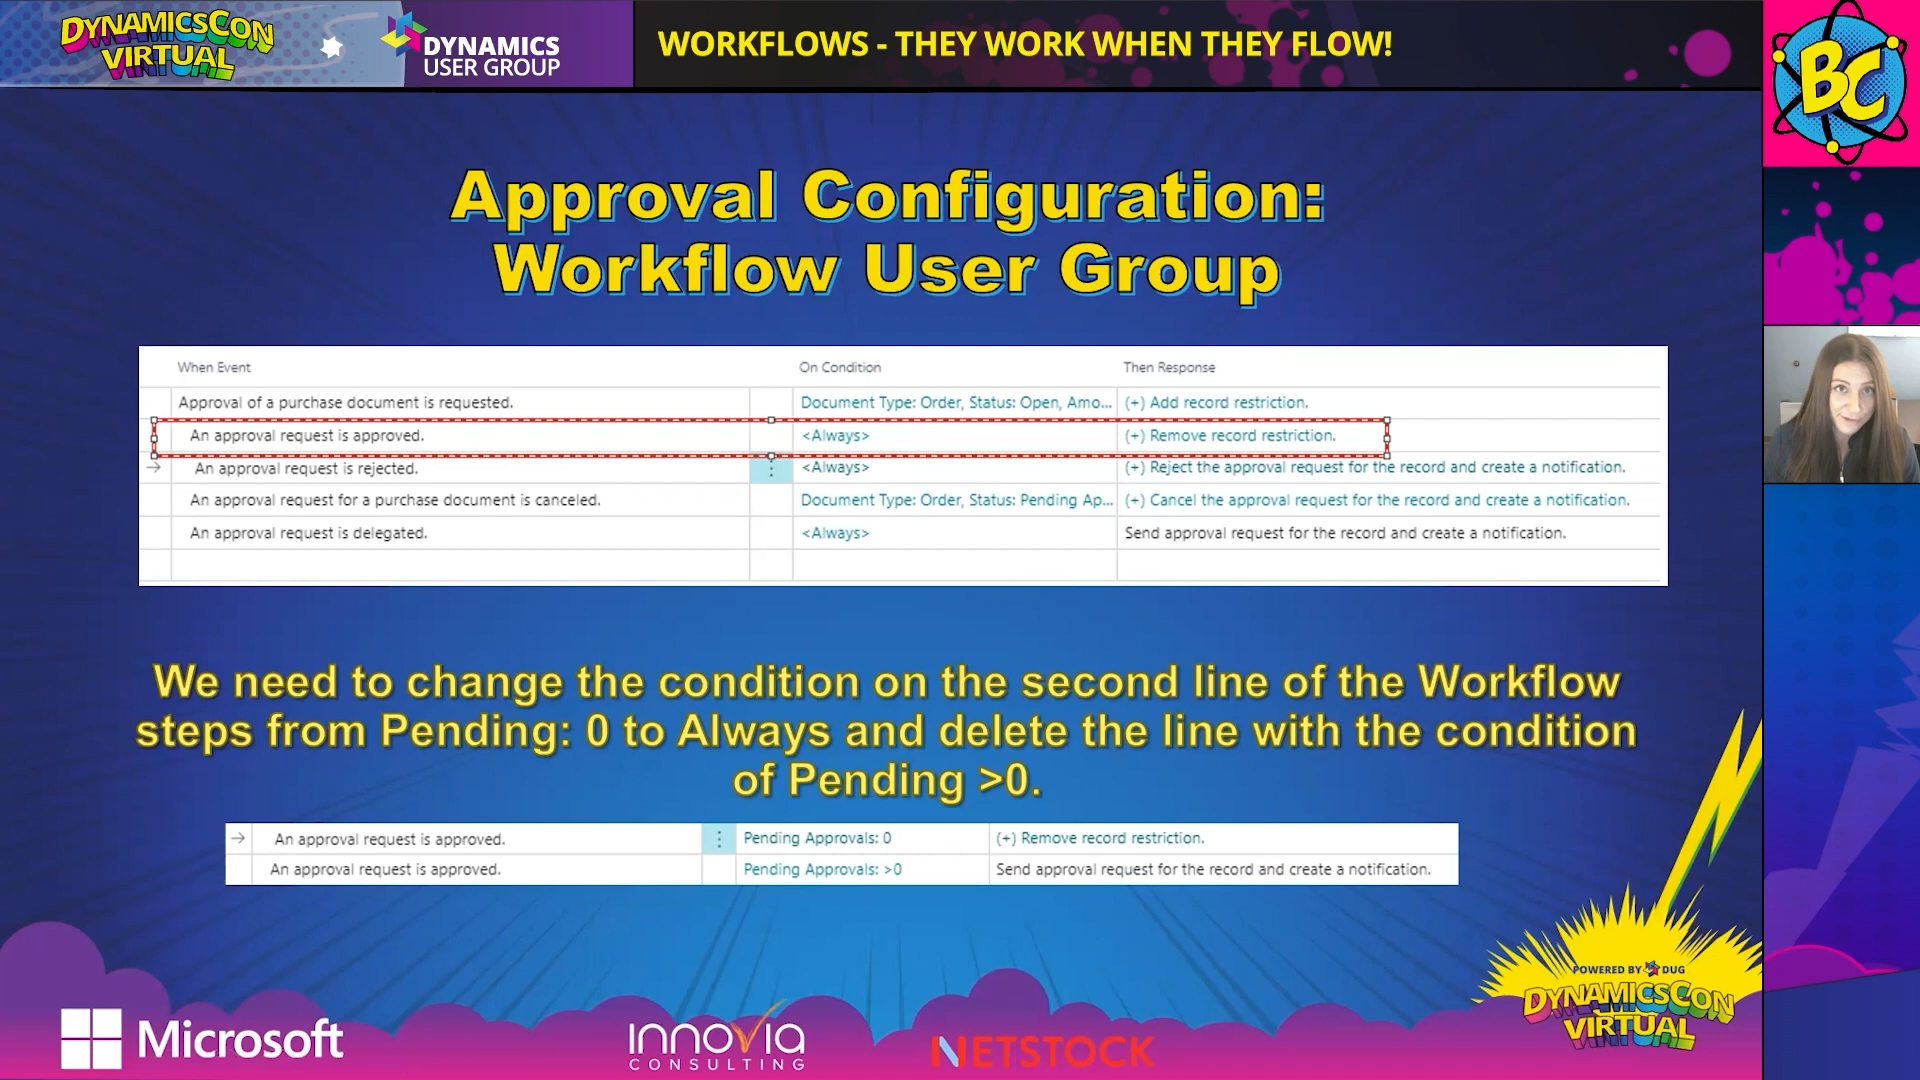 DYNAMICSCON
VIRTUAL
DYNAMICS
USER GROUP
WORKFLOWS - THEY WORK WHEN THEY FLOW!
BC
Approval Configuration:
Workflow User Group
When Event On Condition Then Response
Approval of a purchase document is requested. Document Type: Order, Status: Open, Amo... (+) Add record restriction.
An approval request is approved. <Always> (+) Remove record restriction.
An approval request is rejected. <Always> (+) Reject the approval request for the record and create a notification.
An approval request for a purchase document is canceled. Document Type: Order, Status: Pending Ap... (+) Cancel the approval request for the record and create a notification.
An approval request is delegated. <Always> Send approval request for the record and create a notification.
We need to change the condition on the second line of the Workflow
steps from Pending: 0 to Always and delete the line with the condition
of Pending >0.
An approval request is approved. Pending Approvals: 0 (+) Remove record restriction.
An approval request is approved. Pending Approvals: >0 Send approval request for the record and create a notification.
POWERED BY DUG
DYNAMICSCON
VIRTUAL
Microsoft
INNOVIA
CONSULTING
NETSTOCK